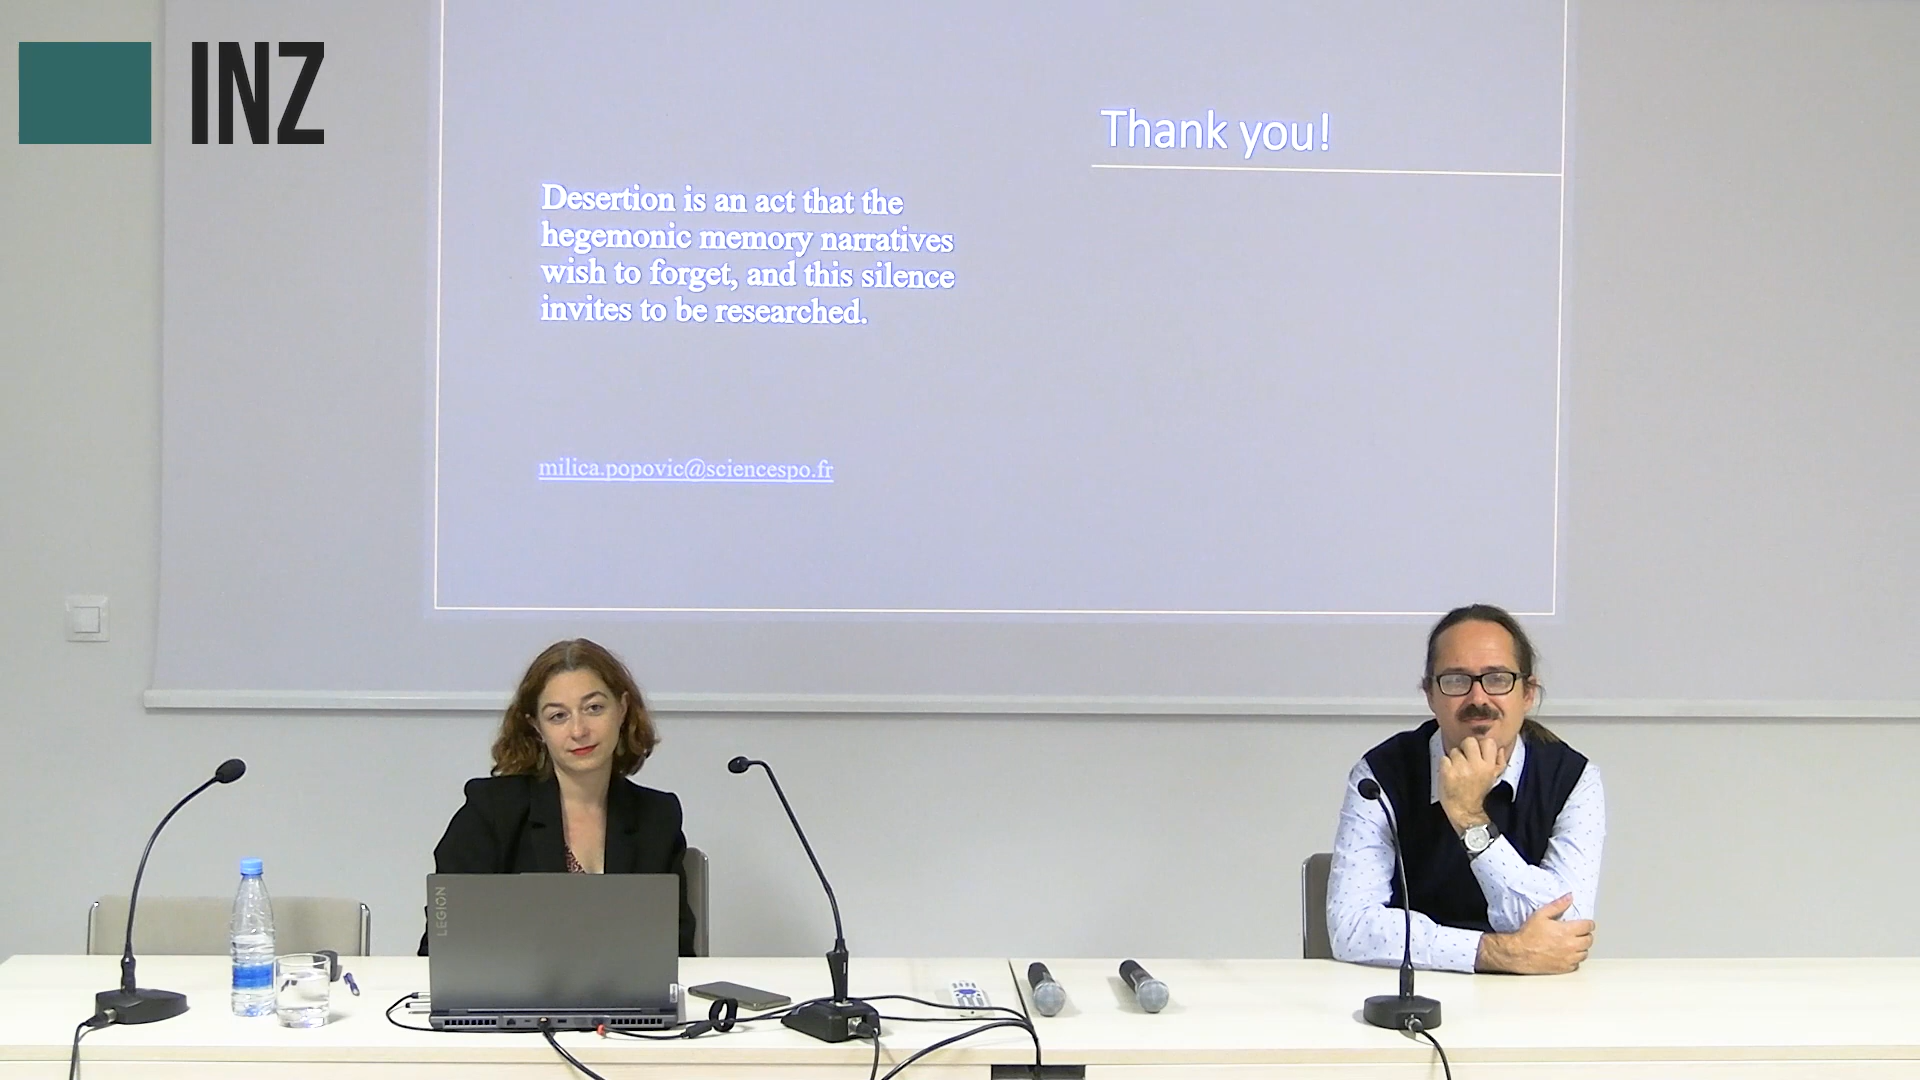 INZ
Thank you!
Desertion is an act that the
hegemonic memory narratives
wish to forget, and this silence
invites to be researched.
milica.popovic@sciencespo.fr
LEGION